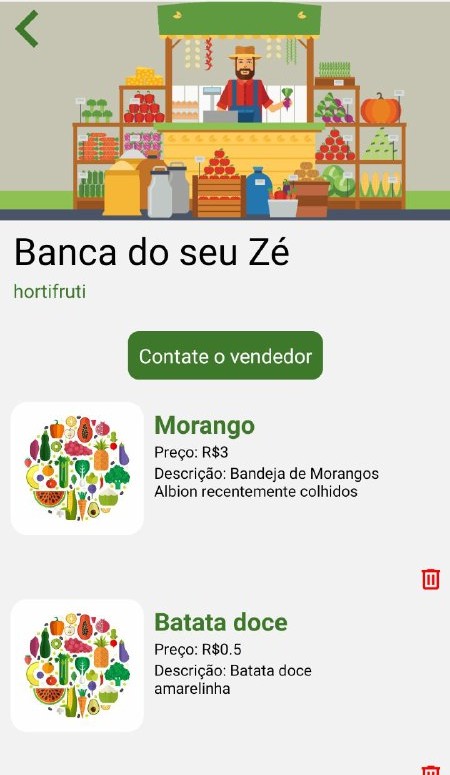 Banca do seu Zé
hortifruti
Contate o vendedor
Morango
Preço: R$3
Descrição: Bandeja de Morangos
Albion recentemente colhidos
Batata doce
Preço: R$0.5
Descrição: Batata doce
amarelinha